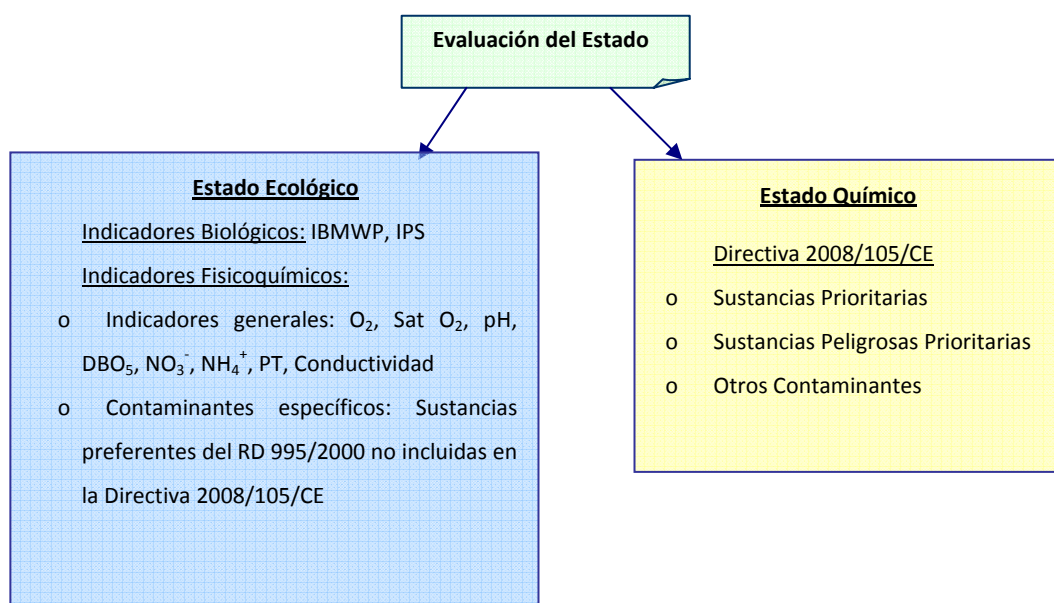 Evaluación del Estado
Estado Ecológico
Indicadores Biológicos: IBMWP, IPS
Indicadores Fisicoquímicos:
o Indicadores generales: O₂, Sat O₂, pH,
DBO₅, NO₃⁻, NH₄⁺, PT, Conductividad
o Contaminantes específicos: Sustancias
preferentes del RD 995/2000 no incluidas en
la Directiva 2008/105/CE
Estado Químico
Directiva 2008/105/CE
o Sustancias Prioritarias
o Sustancias Peligrosas Prioritarias
o Otros Contaminantes